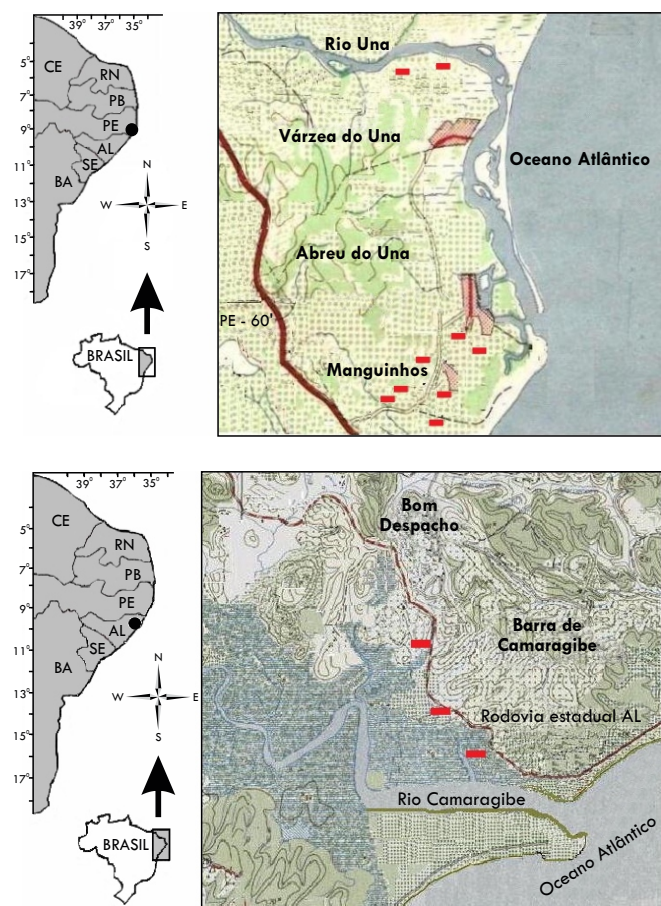 39° 37° 35°
5°
7°
9°
11°
13°
15°
17°
CE
RN
PB
PE
AL
SE
BA
N
W E
S
BRASIL
Rio Una
Várzea do Una
Oceano Atlântico
Abreu do Una
PE - 60'
Manguinhos
39° 37° 35°
5°
7°
9°
11°
13°
15°
17°
CE
RN
PB
PE
AL
SE
BA
N
W E
S
BRASIL
Bom
Despacho
Barra de
Camaragibe
Rodovia estadual AL
Rio Camaragibe
Oceano Atlântico